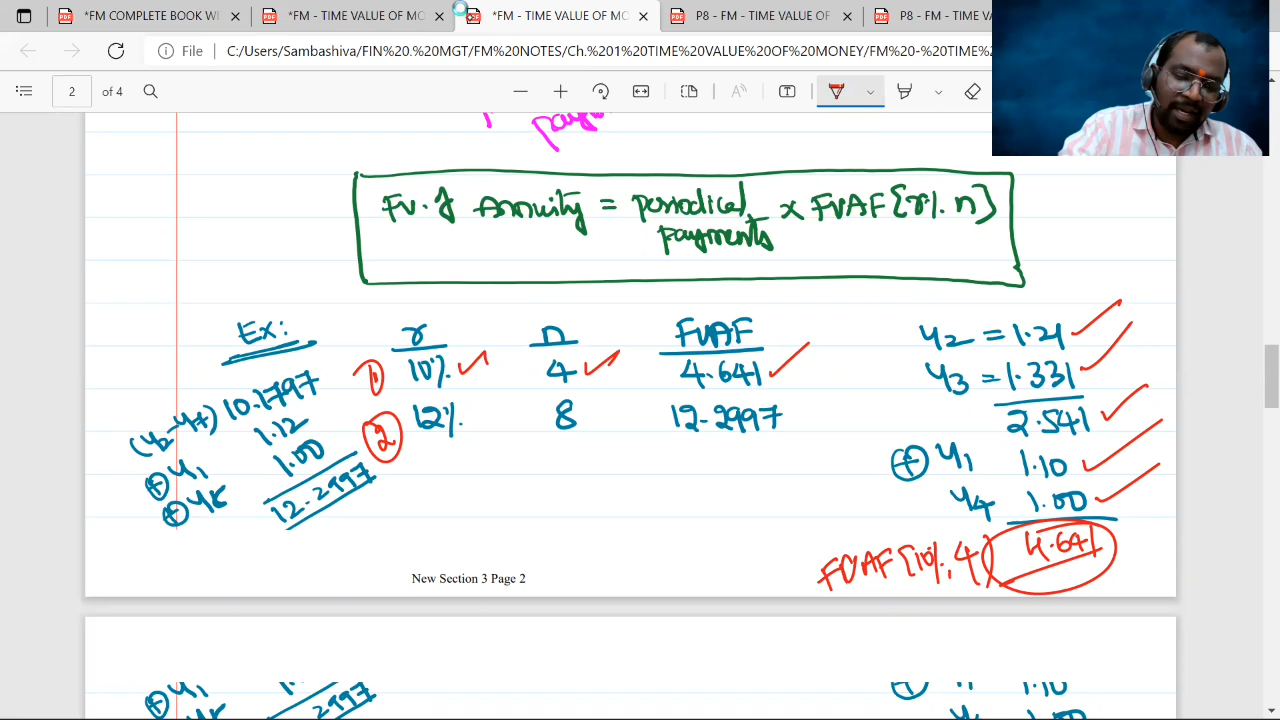 *FM COMPLETE BOOK WI
*FM - TIME VALUE OF MO
*FM - TIME VALUE OF MO
P8 - FM - TIME VALUE OF
P8 - FM - TIME VALUE OF
File
C:/Users/Sambashiva/FIN%20.%20MGT/FM%20NOTES/Ch.%201%20TIME%20VALUE%20OF%20MONEY/FM%20-%20TIME%
2 of 4
FV. of Annuity = periodical payments x FVAF{r%. n}
Ex: r n FVAF
① 10% 4 4.641
② 12% 8 12.2997
(Y2-Y7) 10.1797
+ Y1 1.12
+ Y8 1.00
12.2997
Y2 = 1.21
Y3 = 1.331
2.541
+ Y1 1.10
Y4 1.00
FVAF{10%, 4} 4.641
New Section 3 Page 2
2997
1.10